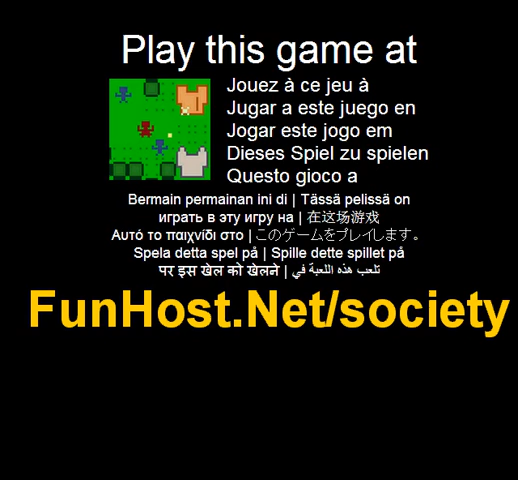 Play this game at
Jouez à ce jeu à
Jugar a este juego en
Jogar este jogo em
Dieses Spiel zu spielen
Questo gioco a
Bermain permainan ini di | Tässä pelissä on
играть в эту игру на | 在这场游戏
Αυτό το παιχνίδι στο | このゲームをプレイします。
Spela detta spel på | Spille dette spillet på
पर इस खेल को खेलने | تلعب هذه اللعبة في
FunHost.Net/society